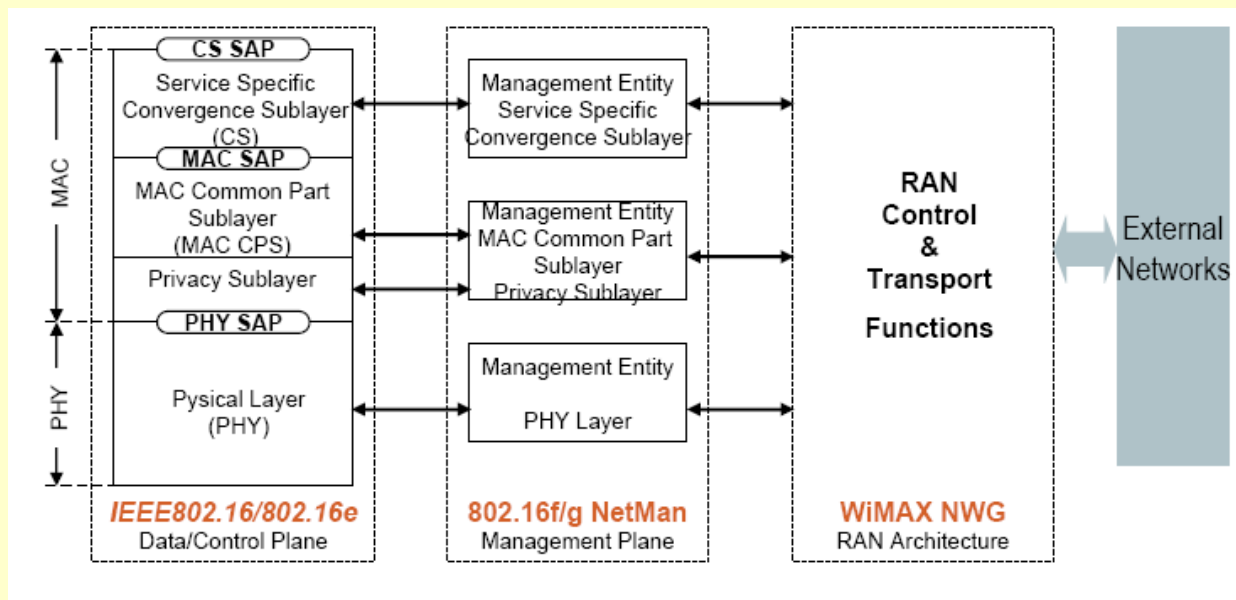 CS SAP
Service Specific
Convergence Sublayer
(CS)
MAC SAP
MAC Common Part
Sublayer
(MAC CPS)
Privacy Sublayer
PHY SAP
Pysical Layer
(PHY)
MAC
PHY
IEEE802.16/802.16e
Data/Control Plane
Management Entity
Service Specific
Convergence Sublayer
Management Entity
MAC Common Part
Sublayer
Privacy Sublayer
Management Entity
PHY Layer
802.16f/g NetMan
Management Plane
RAN
Control
&
Transport
Functions
WiMAX NWG
RAN Architecture
External
Networks